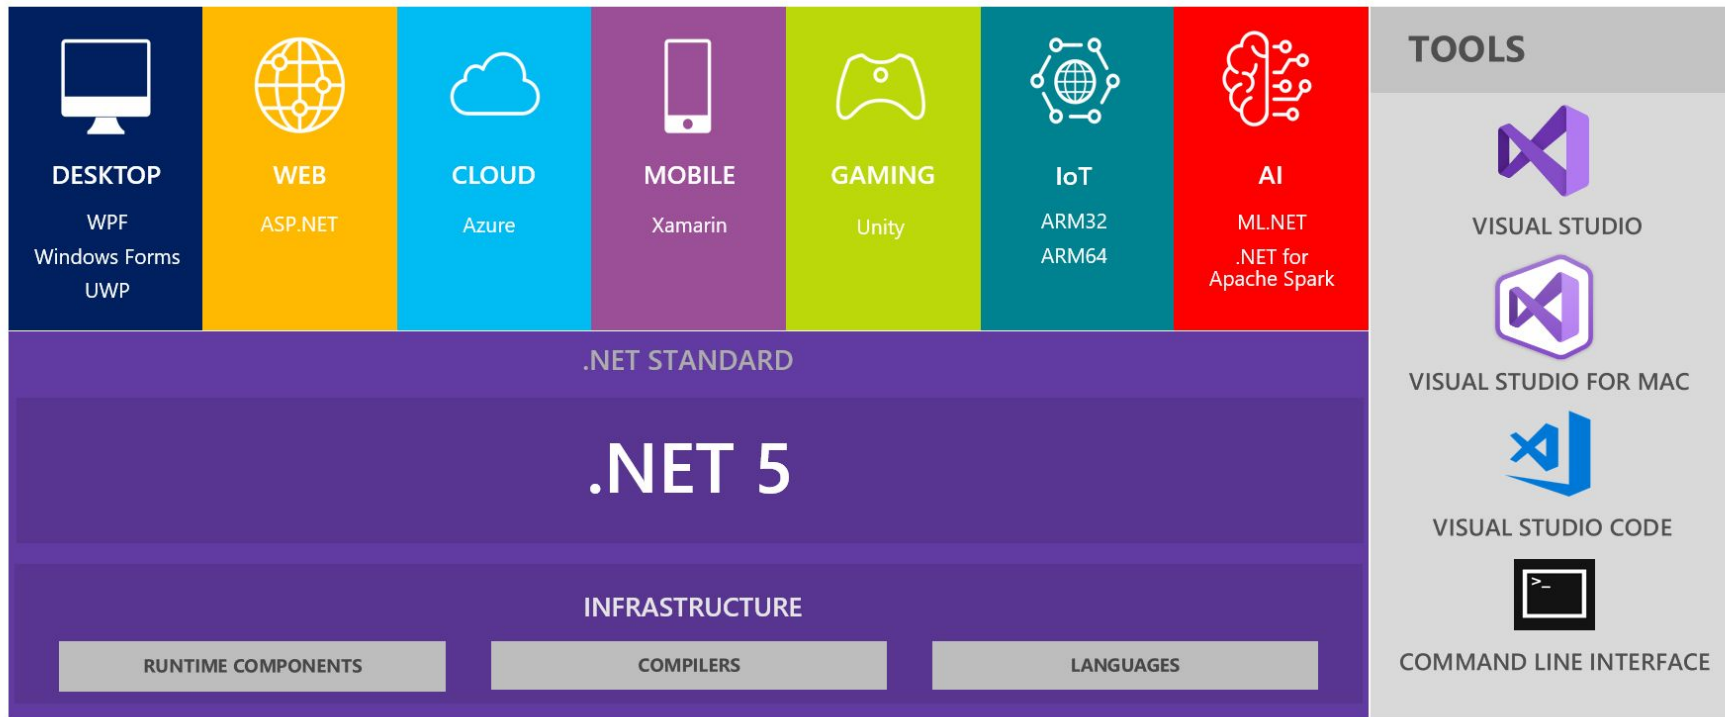 DESKTOP
WPF
Windows Forms
UWP
WEB
ASP.NET
CLOUD
Azure
MOBILE
Xamarin
GAMING
Unity
IoT
ARM32
ARM64
AI
ML.NET
.NET for
Apache Spark
.NET STANDARD
.NET 5
INFRASTRUCTURE
RUNTIME COMPONENTS
COMPILERS
LANGUAGES
TOOLS
VISUAL STUDIO
VISUAL STUDIO FOR MAC
VISUAL STUDIO CODE
>_
COMMAND LINE INTERFACE